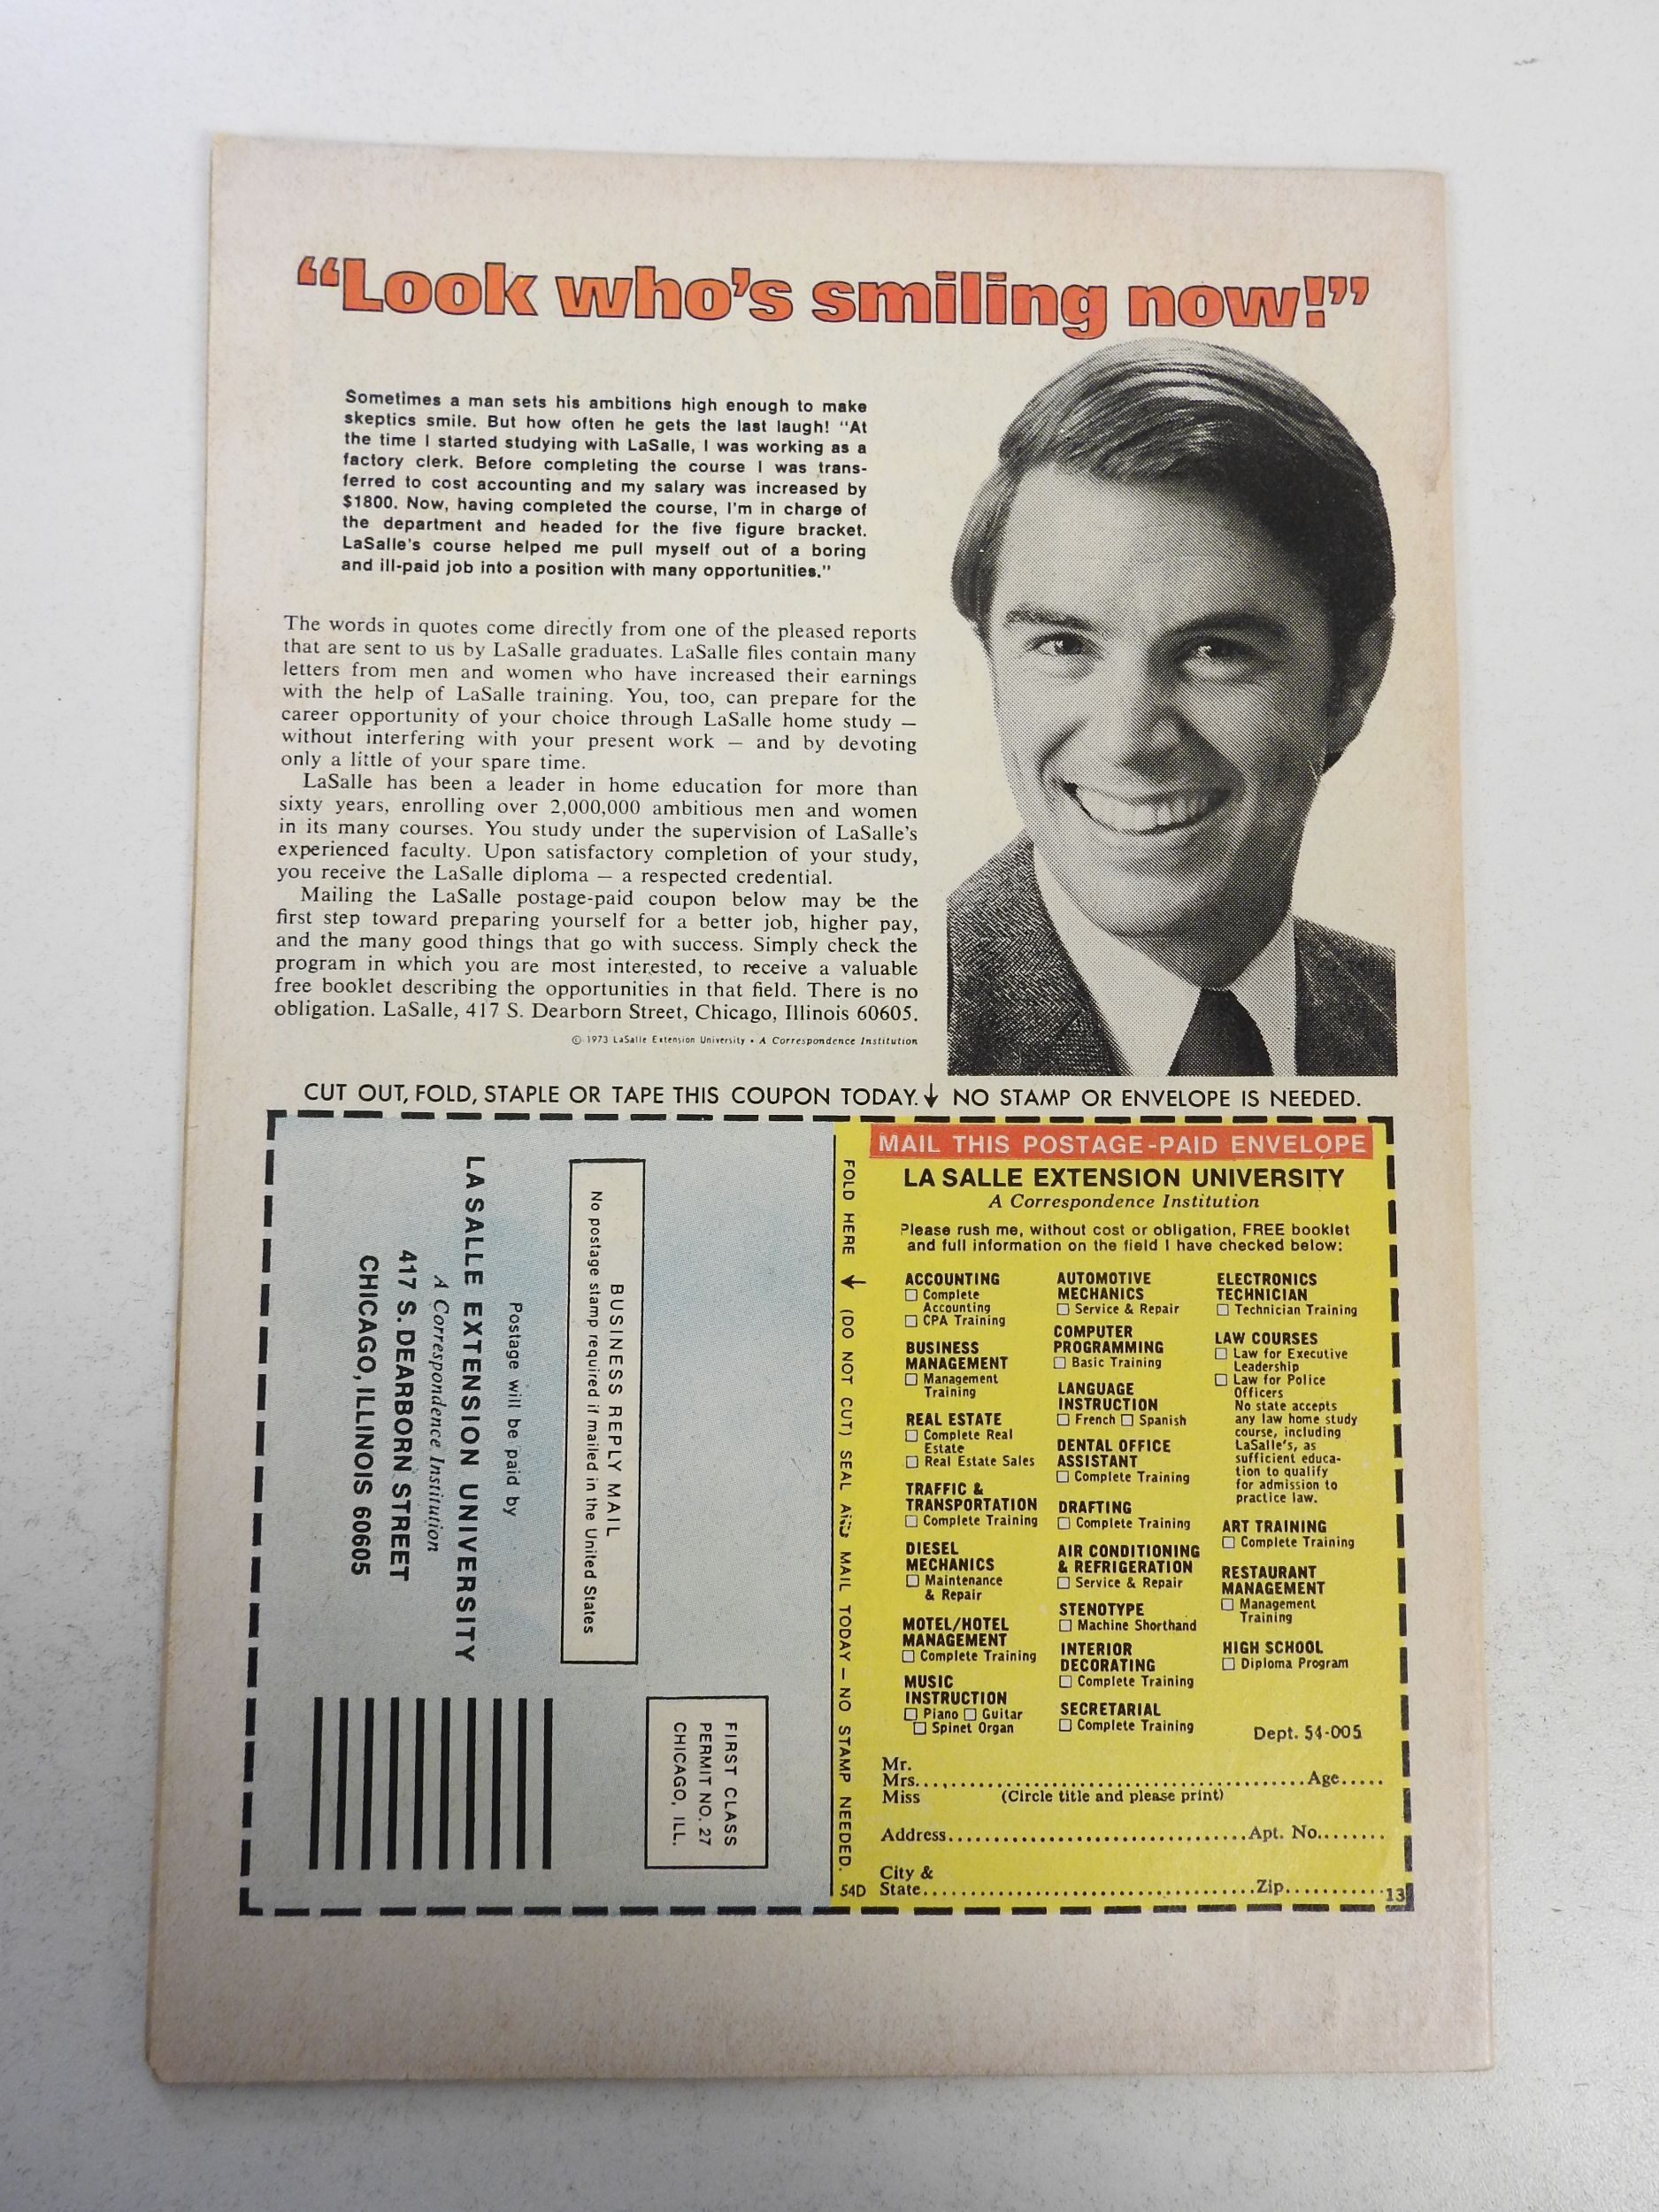 “Look who’s smiling now!”
Sometimes a man sets his ambitions high enough to make
skeptics smile. But how often he gets the last laugh! “At
the time I started studying with LaSalle, I was working as a
factory clerk. Before completing the course I was trans-
ferred to cost accounting and my salary was increased by
$1800. Now, having completed the course, I’m in charge of
the department and headed for the five figure bracket.
LaSalle’s course helped me pull myself out of a boring
and ill-paid job into a position with many opportunities.”
The words in quotes come directly from one of the pleased reports
that are sent to us by LaSalle graduates. LaSalle files contain many
letters from men and women who have increased their earnings
with the help of LaSalle training. You, too, can prepare for the
career opportunity of your choice through LaSalle home study —
without interfering with your present work — and by devoting
only a little of your spare time.
LaSalle has been a leader in home education for more than
sixty years, enrolling over 2,000,000 ambitious men and women
in its many courses. You study under the supervision of LaSalle’s
experienced faculty. Upon satisfactory completion of your study,
you receive the LaSalle diploma — a respected credential.
Mailing the LaSalle postage-paid coupon below may be the
first step toward preparing yourself for a better job, higher pay,
and the many good things that go with success. Simply check the
program in which you are most interested, to receive a valuable
free booklet describing the opportunities in that field. There is no
obligation. LaSalle, 417 S. Dearborn Street, Chicago, Illinois 60605.
© 1973 LaSalle Extension University • A Correspondence Institution
CUT OUT, FOLD, STAPLE OR TAPE THIS COUPON TODAY.↓ NO STAMP OR ENVELOPE IS NEEDED.
FIRST CLASS
PERMIT NO. 27
CHICAGO, ILL.
BUSINESS REPLY MAIL
No postage stamp required if mailed in the United States
Postage will be paid by
LA SALLE EXTENSION UNIVERSITY
A Correspondence Institution
417 S. DEARBORN STREET
CHICAGO, ILLINOIS 60605
FOLD HERE ← (DO NOT CUT) SEAL AND MAIL TODAY — NO STAMP NEEDED.
54D
MAIL THIS POSTAGE-PAID ENVELOPE
LA SALLE EXTENSION UNIVERSITY
A Correspondence Institution
Please rush me, without cost or obligation, FREE booklet
and full information on the field I have checked below:
ACCOUNTING
☐ Complete
Accounting
☐ CPA Training
BUSINESS
MANAGEMENT
☐ Management
Training
REAL ESTATE
☐ Complete Real
Estate
☐ Real Estate Sales
TRAFFIC &
TRANSPORTATION
☐ Complete Training
DIESEL
MECHANICS
☐ Maintenance
& Repair
MOTEL/HOTEL
MANAGEMENT
☐ Complete Training
MUSIC
INSTRUCTION
☐ Piano ☐ Guitar
☐ Spinet Organ
AUTOMOTIVE
MECHANICS
☐ Service & Repair
COMPUTER
PROGRAMMING
☐ Basic Training
LANGUAGE
INSTRUCTION
☐ French ☐ Spanish
DENTAL OFFICE
ASSISTANT
☐ Complete Training
DRAFTING
☐ Complete Training
AIR CONDITIONING
& REFRIGERATION
☐ Service & Repair
STENOTYPE
☐ Machine Shorthand
INTERIOR
DECORATING
☐ Complete Training
SECRETARIAL
☐ Complete Training
ELECTRONICS
TECHNICIAN
☐ Technician Training
LAW COURSES
☐ Law for Executive
Leadership
☐ Law for Police
Officers
No state accepts
any law home study
course, including
LaSalle’s, as
sufficient educa-
tion to qualify
for admission to
practice law.
ART TRAINING
☐ Complete Training
RESTAURANT
MANAGEMENT
☐ Management
Training
HIGH SCHOOL
☐ Diploma Program
Dept. 54-005
Mr.
Mrs. Age
Miss (Circle title and please print)
Address Apt. No.
City &
State Zip 13